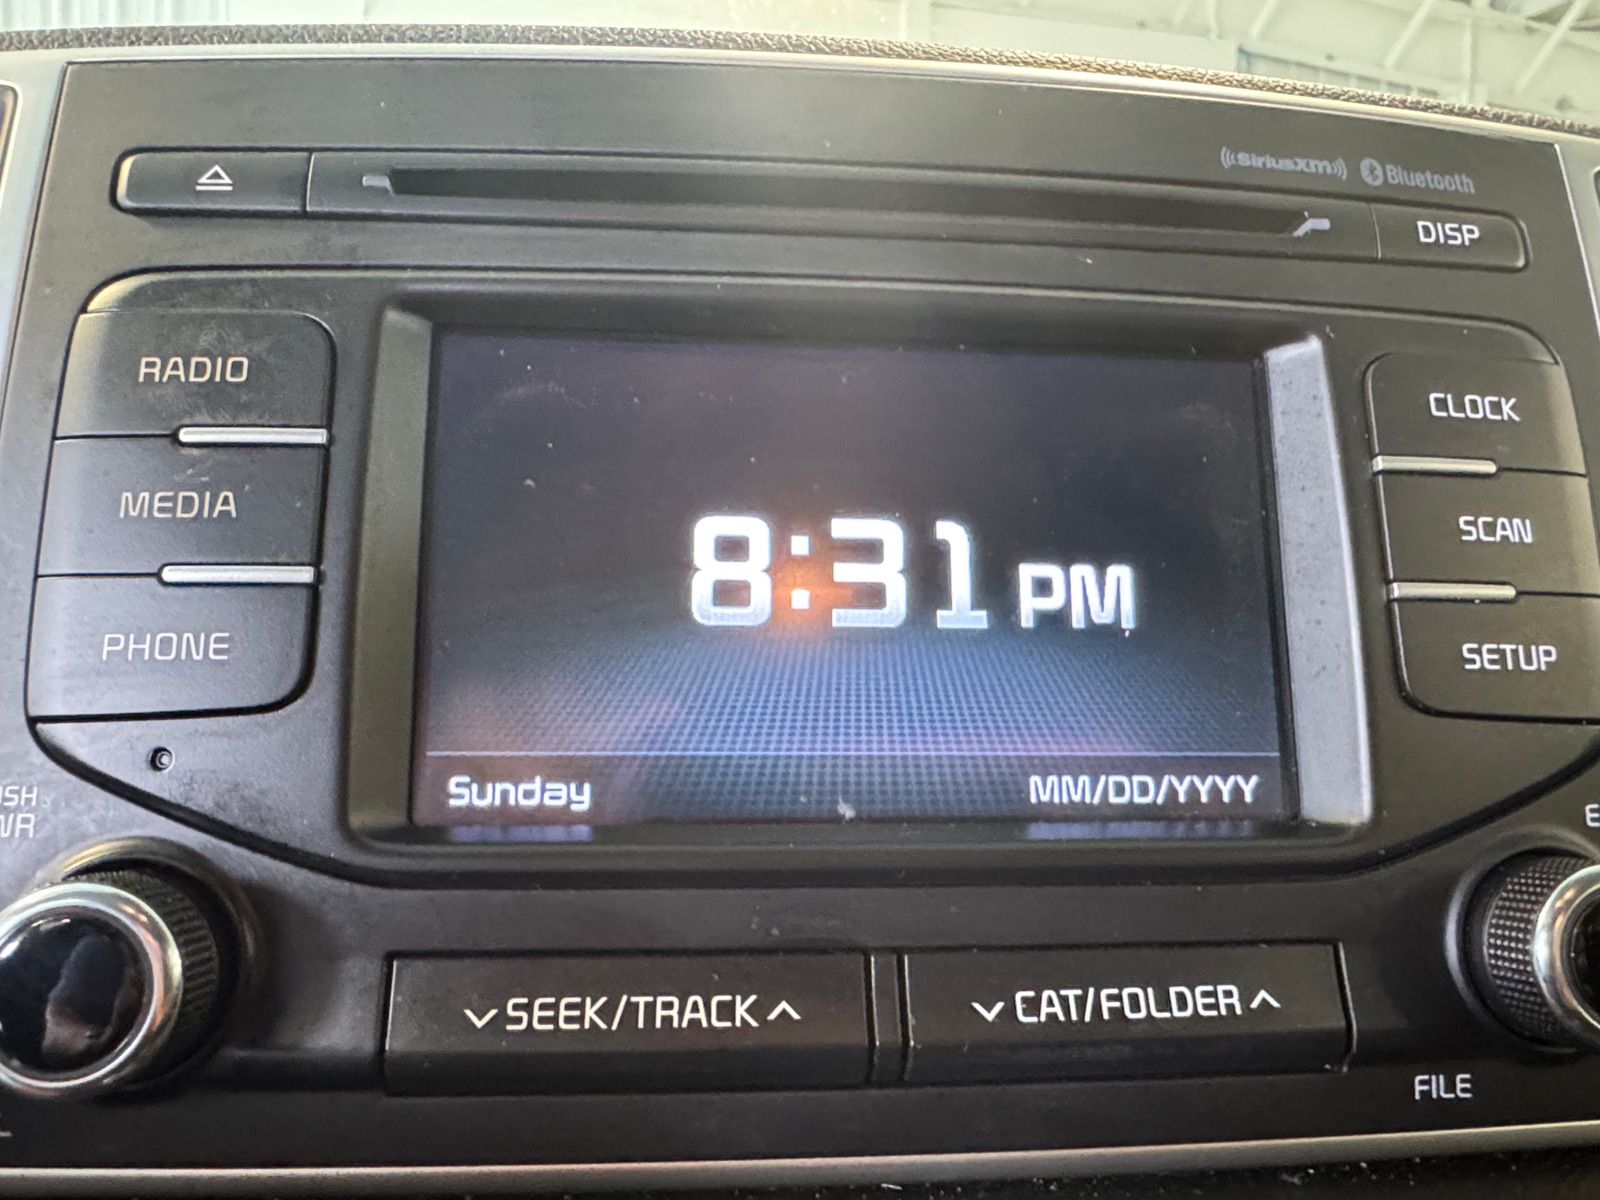 SiriusXM Bluetooth
DISP
RADIO
MEDIA
PHONE
8:31 PM
Sunday MM/DD/YYYY
CLOCK
SCAN
SETUP
SEEK/TRACK
CAT/FOLDER
FILE